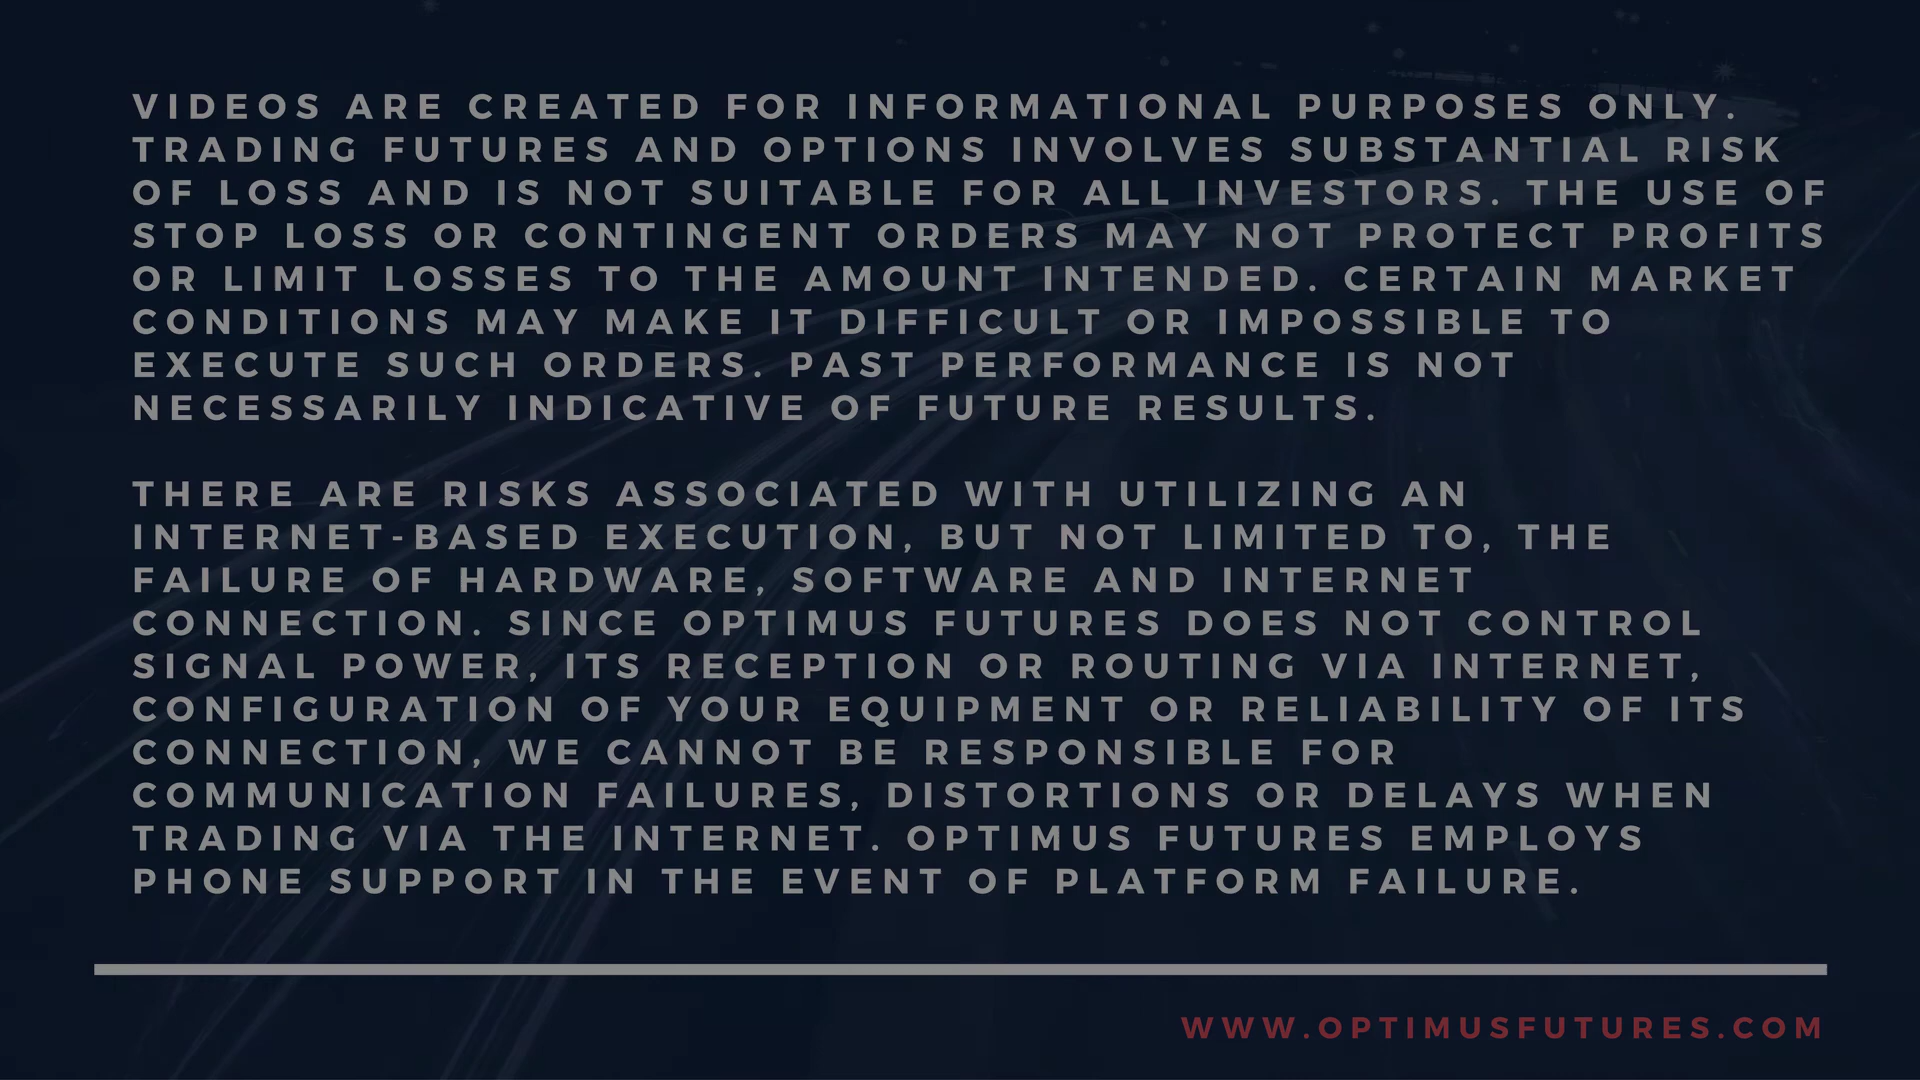 VIDEOS ARE CREATED FOR INFORMATIONAL PURPOSES ONLY.
TRADING FUTURES AND OPTIONS INVOLVES SUBSTANTIAL RISK
OF LOSS AND IS NOT SUITABLE FOR ALL INVESTORS. THE USE OF
STOP LOSS OR CONTINGENT ORDERS MAY NOT PROTECT PROFITS
OR LIMIT LOSSES TO THE AMOUNT INTENDED. CERTAIN MARKET
CONDITIONS MAY MAKE IT DIFFICULT OR IMPOSSIBLE TO
EXECUTE SUCH ORDERS. PAST PERFORMANCE IS NOT
NECESSARILY INDICATIVE OF FUTURE RESULTS.
THERE ARE RISKS ASSOCIATED WITH UTILIZING AN
INTERNET-BASED EXECUTION, BUT NOT LIMITED TO, THE
FAILURE OF HARDWARE, SOFTWARE AND INTERNET
CONNECTION. SINCE OPTIMUS FUTURES DOES NOT CONTROL
SIGNAL POWER, ITS RECEPTION OR ROUTING VIA INTERNET,
CONFIGURATION OF YOUR EQUIPMENT OR RELIABILITY OF ITS
CONNECTION, WE CANNOT BE RESPONSIBLE FOR
COMMUNICATION FAILURES, DISTORTIONS OR DELAYS WHEN
TRADING VIA THE INTERNET. OPTIMUS FUTURES EMPLOYS
PHONE SUPPORT IN THE EVENT OF PLATFORM FAILURE.
WWW.OPTIMUSFUTURES.COM